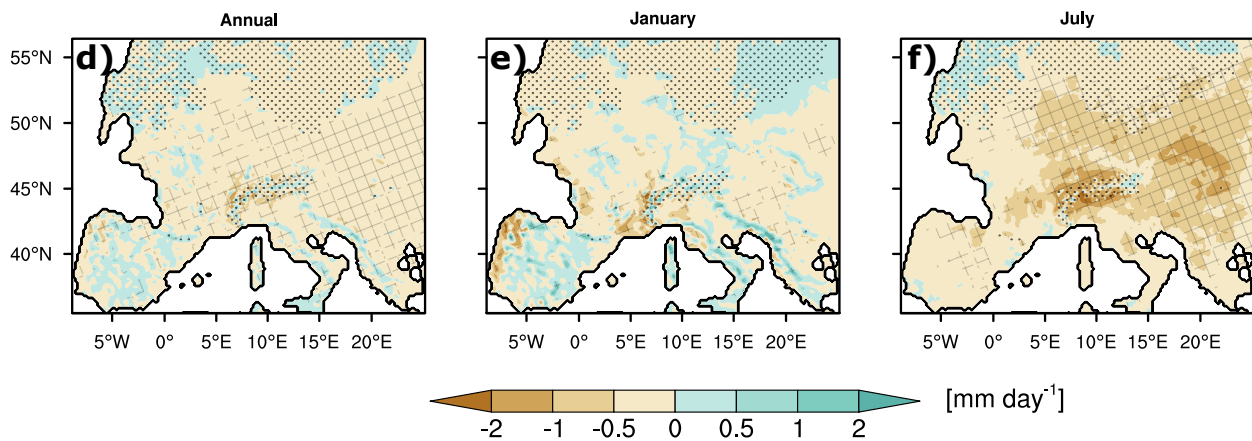 Annual January July
d) e) f)
55°N
50°N
45°N
40°N
5°W 0° 5°E 10°E 15°E 20°E 5°W 0° 5°E 10°E 15°E 20°E 5°W 0° 5°E 10°E 15°E 20°E
[mm day⁻¹]
-2 -1 -0.5 0 0.5 1 2